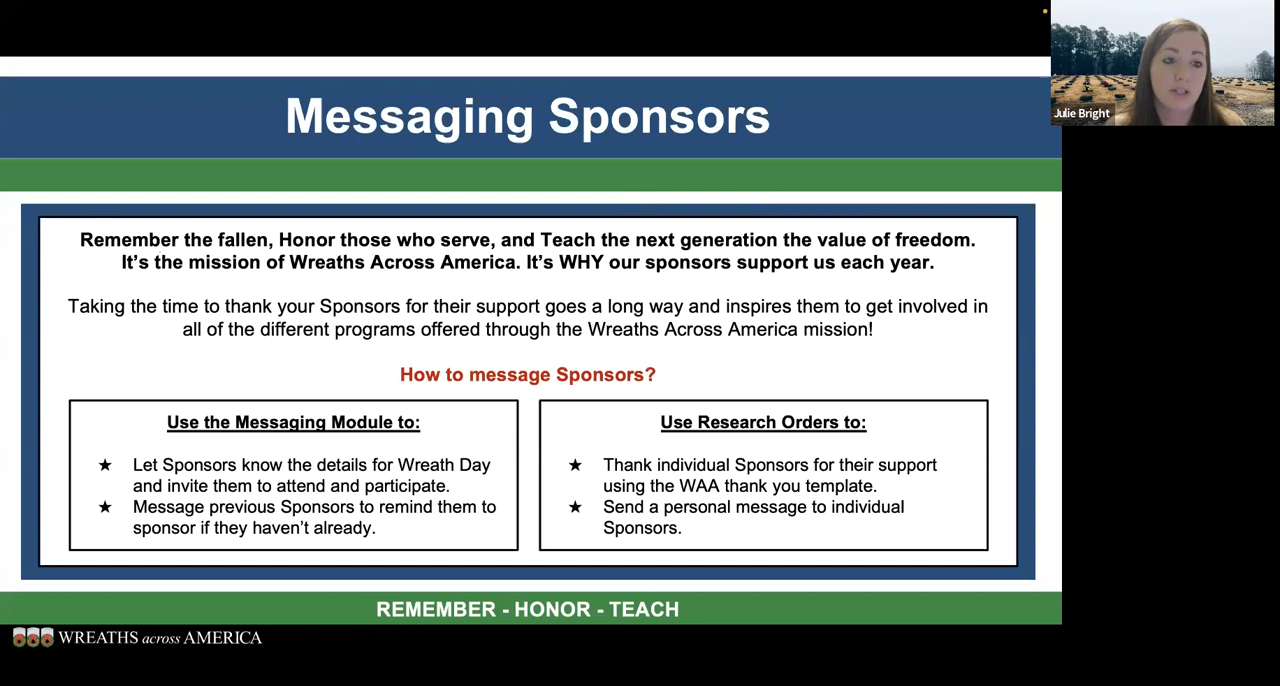 Messaging Sponsors
Julie Bright
Remember the fallen, Honor those who serve, and Teach the next generation the value of freedom.
It’s the mission of Wreaths Across America. It’s WHY our sponsors support us each year.
Taking the time to thank your Sponsors for their support goes a long way and inspires them to get involved in
all of the different programs offered through the Wreaths Across America mission!
How to message Sponsors?
Use the Messaging Module to:
★ Let Sponsors know the details for Wreath Day
and invite them to attend and participate.
★ Message previous Sponsors to remind them to
sponsor if they haven’t already.
Use Research Orders to:
★ Thank individual Sponsors for their support
using the WAA thank you template.
★ Send a personal message to individual
Sponsors.
REMEMBER - HONOR - TEACH
WREATHS across AMERICA